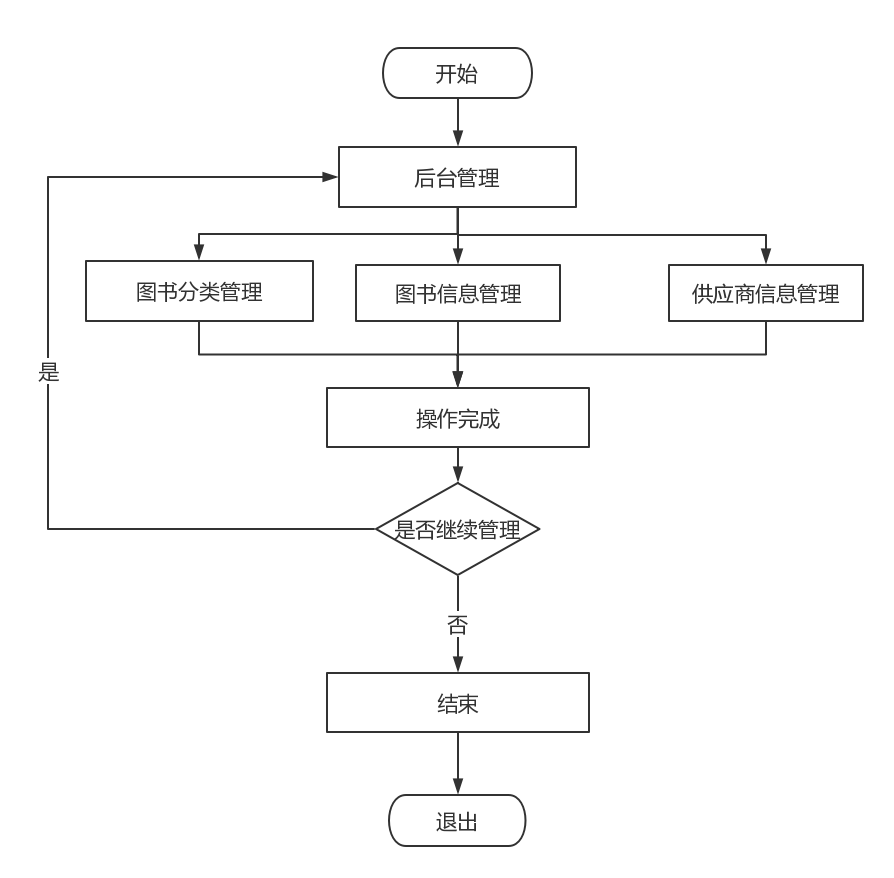 开始
后台管理
图书分类管理
图书信息管理
供应商信息管理
是
操作完成
是否继续管理
否
结束
退出